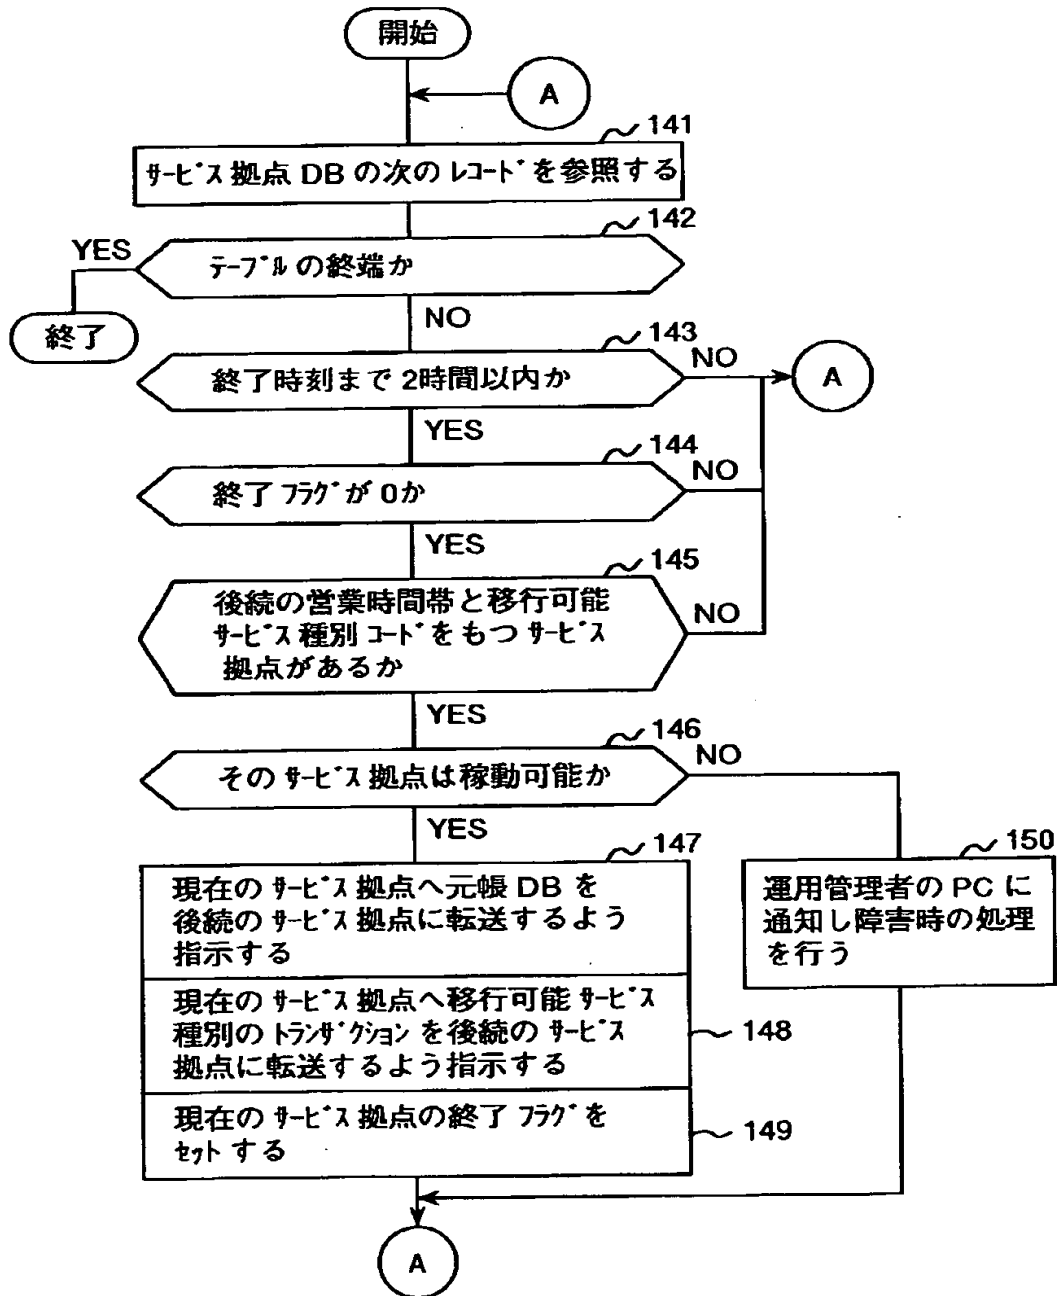 開始
A
141
サービス拠点 DB の次のレコードを参照する
142
YES
テーブルの終端か
終了
NO
143
NO
終了時刻まで 2時間以内か
A
YES
144
NO
終了フラグが 0か
YES
145
後続の営業時間帯と移行可能
サービス種別コードをもつサービス
拠点があるか
NO
YES
146
NO
そのサービス拠点は稼動可能か
YES
147
150
現在のサービス拠点へ元帳 DB を
後続のサービス拠点に転送するよう
指示する
運用管理者の PC に
通知し障害時の処理
を行う
現在のサービス拠点へ移行可能サービス
種別のトランザクションを後続のサービス
拠点に転送するよう指示する
148
現在のサービス拠点の終了フラグを
セットする
149
A